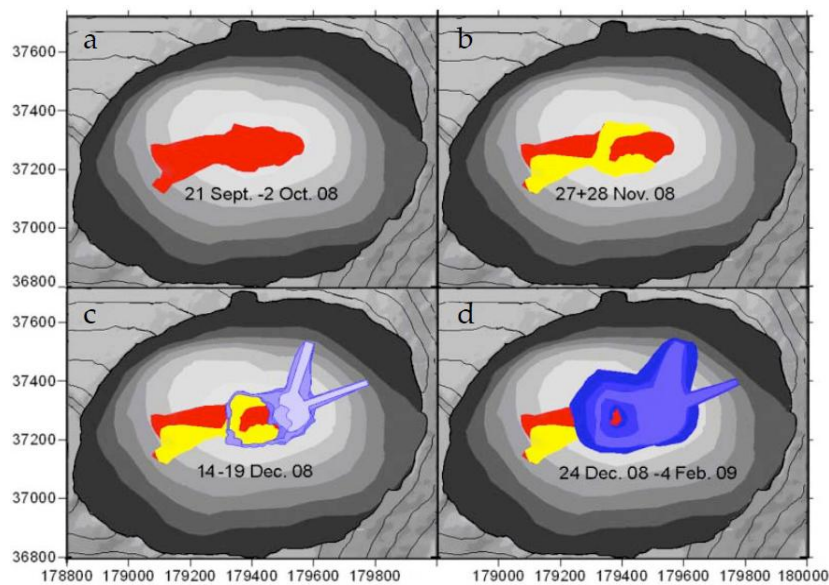 a
b
37600
37400
37200
37000
36800
21 Sept. -2 Oct. 08
27+28 Nov. 08
c
d
37600
37400
37200
37000
36800
14-19 Dec. 08
24 Dec. 08 -4 Feb. 09
178800 179000 179200 179400 179600 179800
179000 179200 179400 179600 179800 180000